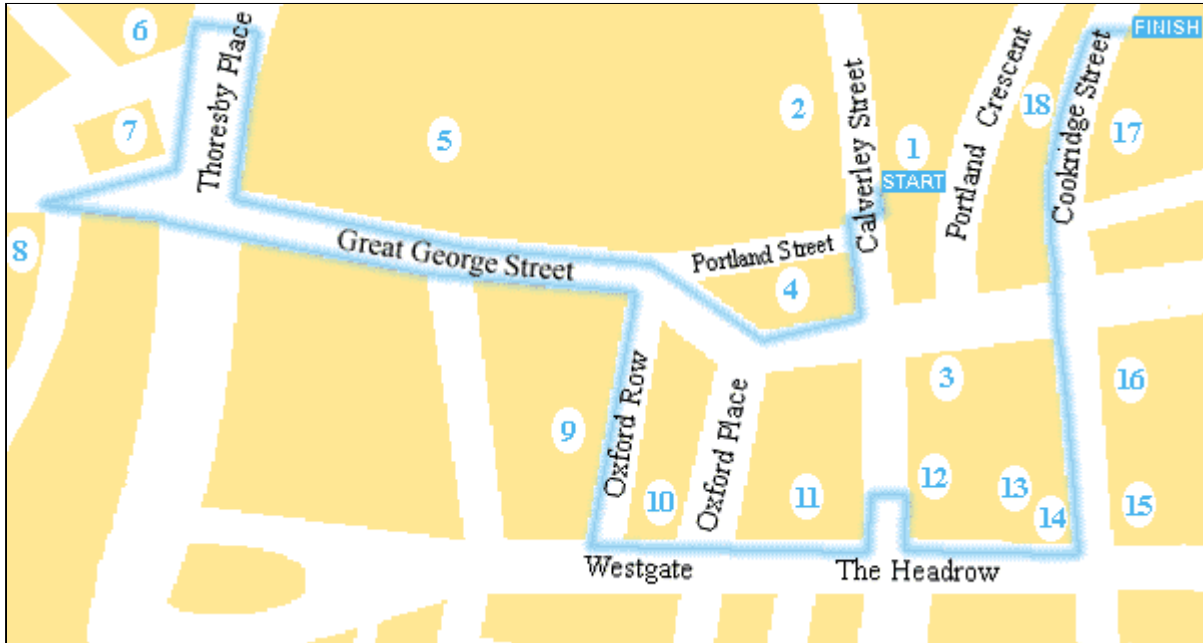 6
Thoresby Place
7
5
2
Calverley Street
1
START
Portland Crescent
18
Cookridge Street
FINISH
17
8
Great George Street
Portland Street
4
3
16
9
Oxford Row
10
Oxford Place
11
12
13
14
15
Westgate
The Headrow